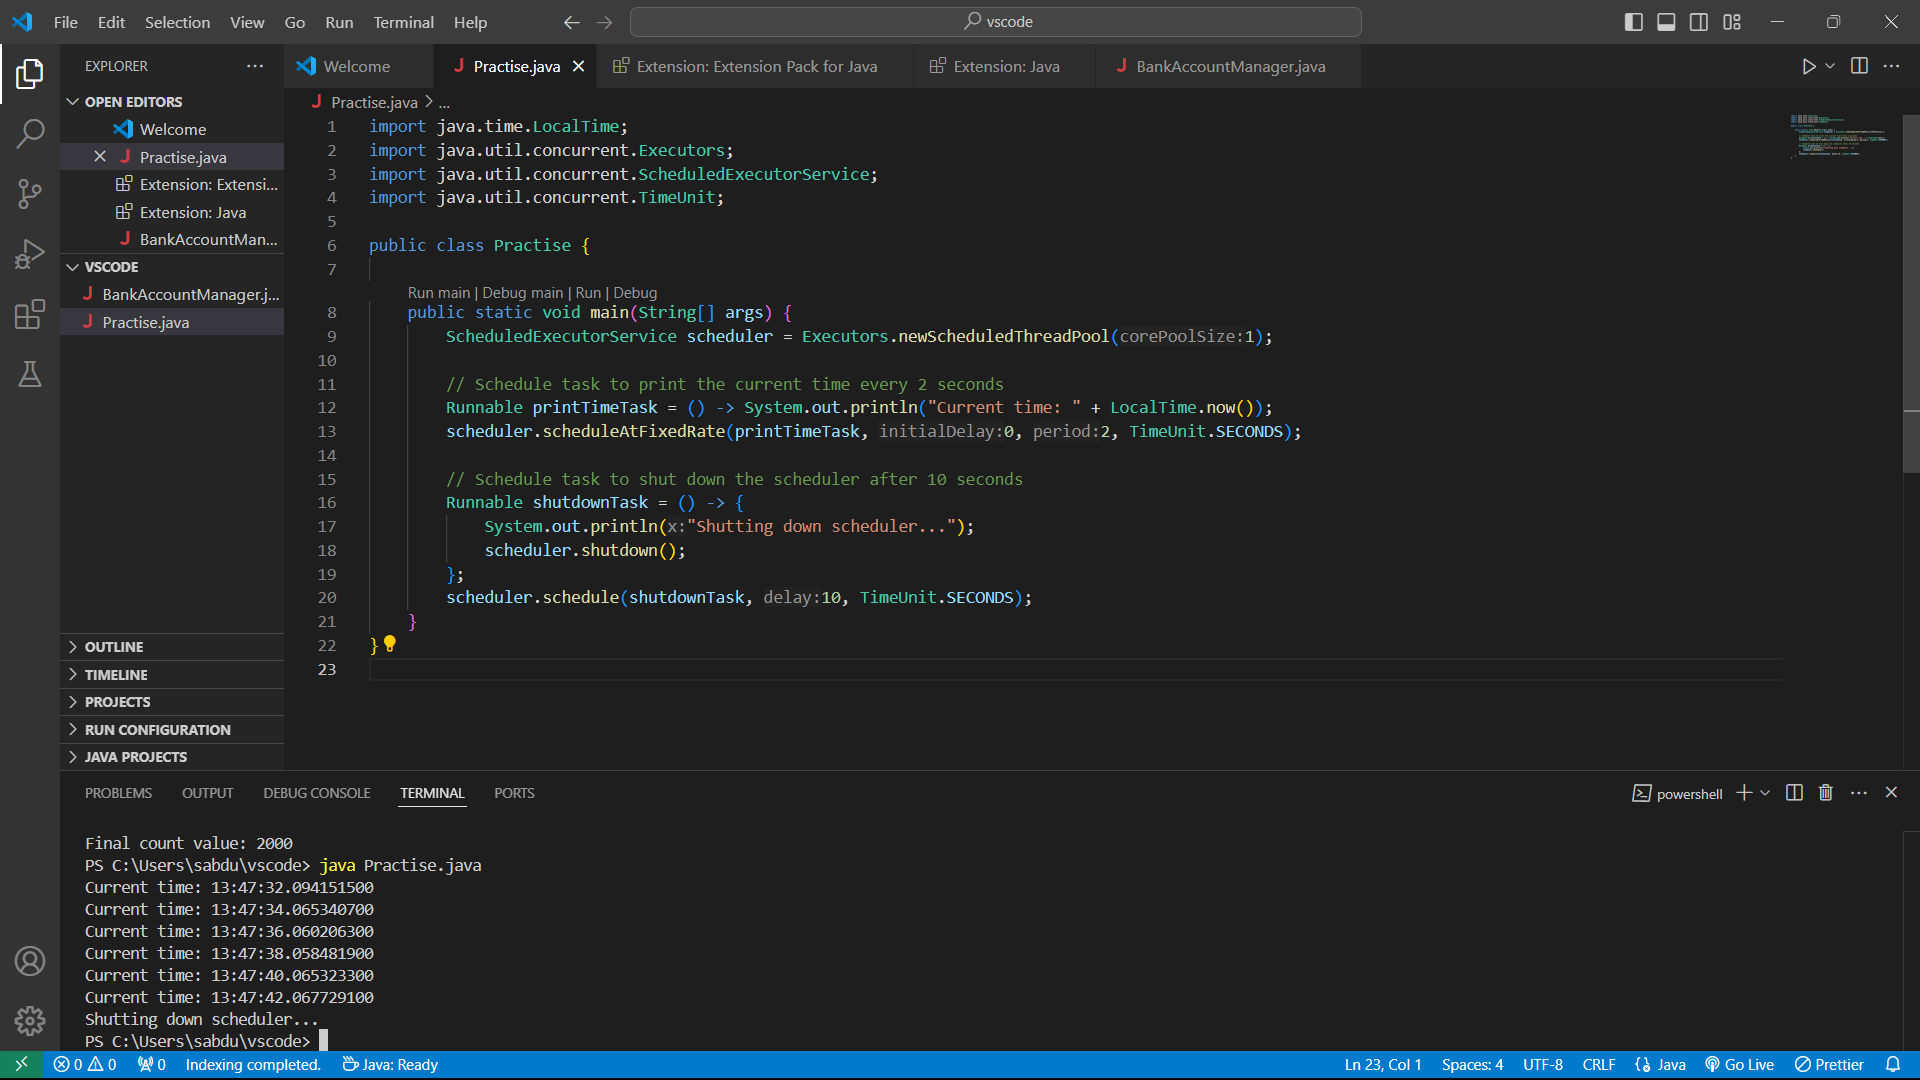 File Edit Selection View Go Run Terminal Help
vscode
EXPLORER
OPEN EDITORS
Welcome
Practise.java
Extension: Extensi...
Extension: Java
BankAccountMan...
VSCODE
BankAccountManager.j...
Practise.java
OUTLINE
TIMELINE
PROJECTS
RUN CONFIGURATION
JAVA PROJECTS
Welcome Practise.java Extension: Extension Pack for Java Extension: Java BankAccountManager.java
Practise.java > ...
1 import java.time.LocalTime;
2 import java.util.concurrent.Executors;
3 import java.util.concurrent.ScheduledExecutorService;
4 import java.util.concurrent.TimeUnit;
5
6 public class Practise {
7
Run main | Debug main | Run | Debug
8 public static void main(String[] args) {
9 ScheduledExecutorService scheduler = Executors.newScheduledThreadPool(corePoolSize:1);
10
11 // Schedule task to print the current time every 2 seconds
12 Runnable printTimeTask = () -> System.out.println("Current time: " + LocalTime.now());
13 scheduler.scheduleAtFixedRate(printTimeTask, initialDelay:0, period:2, TimeUnit.SECONDS);
14
15 // Schedule task to shut down the scheduler after 10 seconds
16 Runnable shutdownTask = () -> {
17 System.out.println(x:"Shutting down scheduler...");
18 scheduler.shutdown();
19 };
20 scheduler.schedule(shutdownTask, delay:10, TimeUnit.SECONDS);
21 }
22 }
23
PROBLEMS OUTPUT DEBUG CONSOLE TERMINAL PORTS
powershell
Final count value: 2000
PS C:\Users\sabdu\vscode> java Practise.java
Current time: 13:47:32.094151500
Current time: 13:47:34.065340700
Current time: 13:47:36.060206300
Current time: 13:47:38.058481900
Current time: 13:47:40.065323300
Current time: 13:47:42.067729100
Shutting down scheduler...
PS C:\Users\sabdu\vscode>
0 0 0 Indexing completed. Java: Ready Ln 23, Col 1 Spaces: 4 UTF-8 CRLF {} Java Go Live Prettier